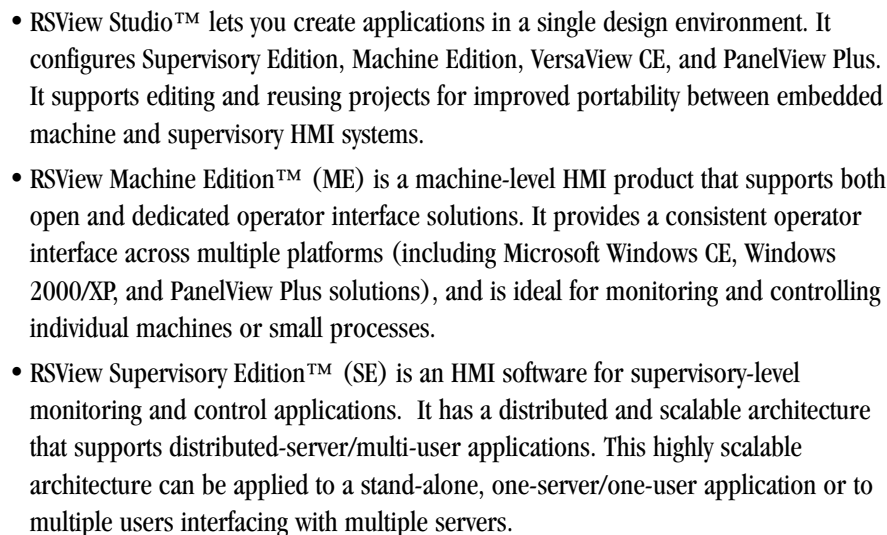 • RSView Studio™ lets you create applications in a single design environment. It
configures Supervisory Edition, Machine Edition, VersaView CE, and PanelView Plus.
It supports editing and reusing projects for improved portability between embedded
machine and supervisory HMI systems.
• RSView Machine Edition™ (ME) is a machine-level HMI product that supports both
open and dedicated operator interface solutions. It provides a consistent operator
interface across multiple platforms (including Microsoft Windows CE, Windows
2000/XP, and PanelView Plus solutions), and is ideal for monitoring and controlling
individual machines or small processes.
• RSView Supervisory Edition™ (SE) is an HMI software for supervisory-level
monitoring and control applications.  It has a distributed and scalable architecture
that supports distributed-server/multi-user applications. This highly scalable
architecture can be applied to a stand-alone, one-server/one-user application or to
multiple users interfacing with multiple servers.